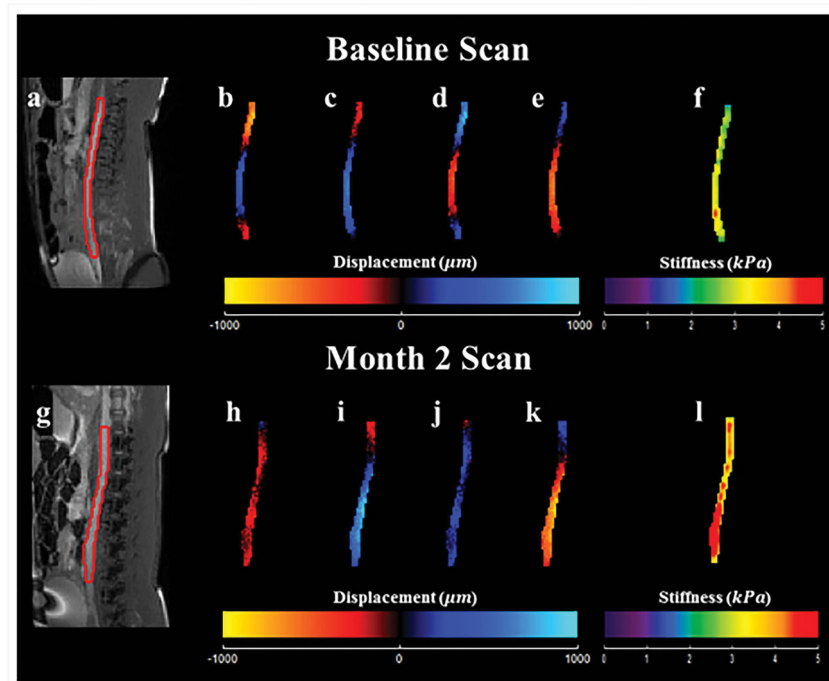 Baseline Scan
a b c d e f
Displacement (μm) Stiffness (kPa)
-1000 0 1000 0 1 2 3 4 5
Month 2 Scan
g h i j k l
Displacement (μm) Stiffness (kPa)
-1000 0 1000 0 1 2 3 4 5